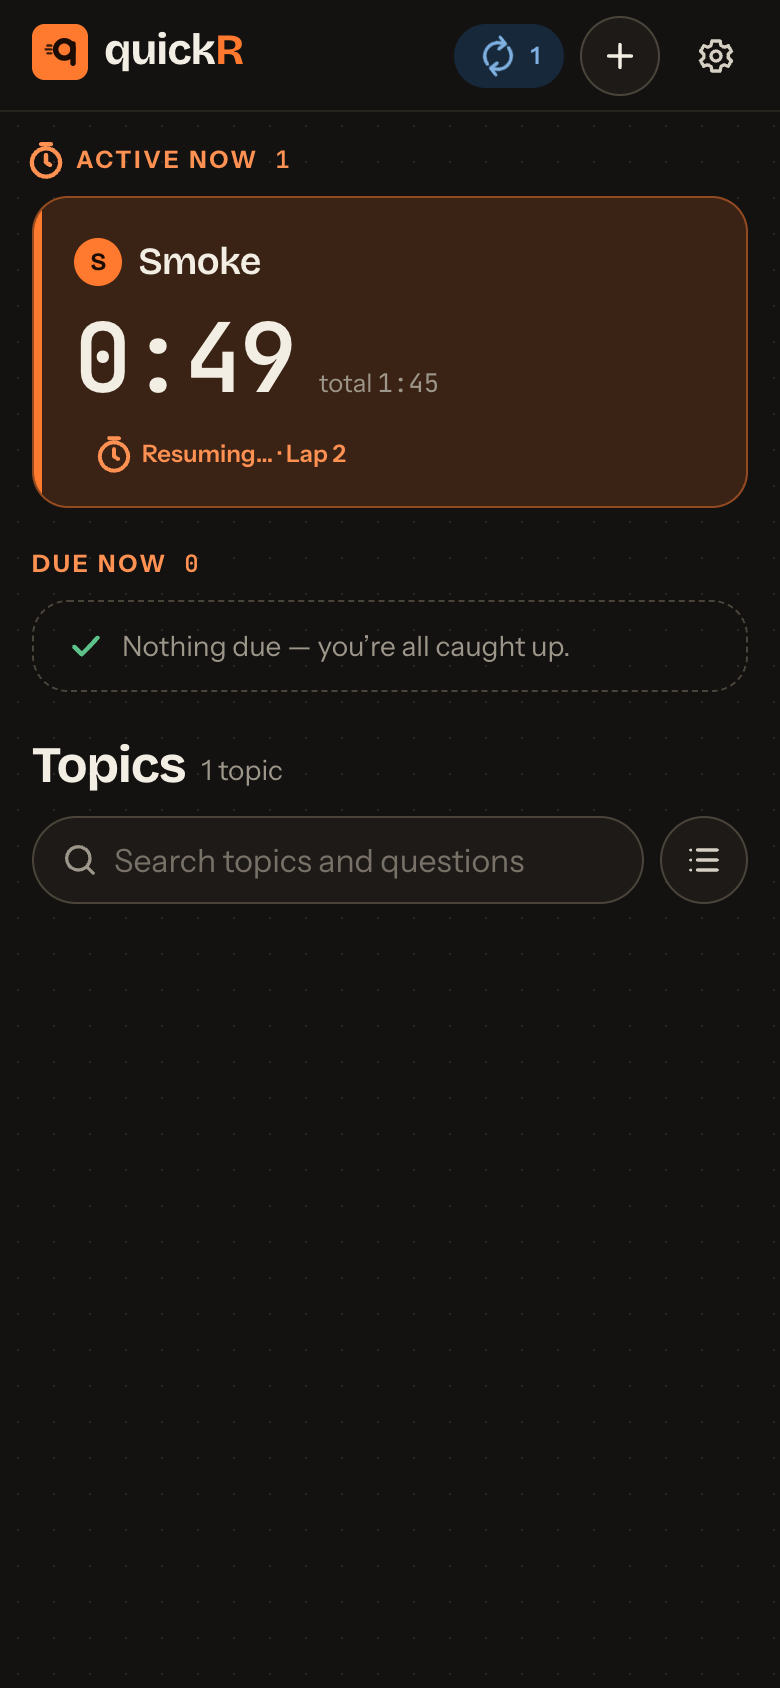 quickR 1
ACTIVE NOW 1
S Smoke
0:49 total 1:45
Resuming... · Lap 2
DUE NOW 0
Nothing due — you’re all caught up.
Topics 1 topic
Search topics and questions